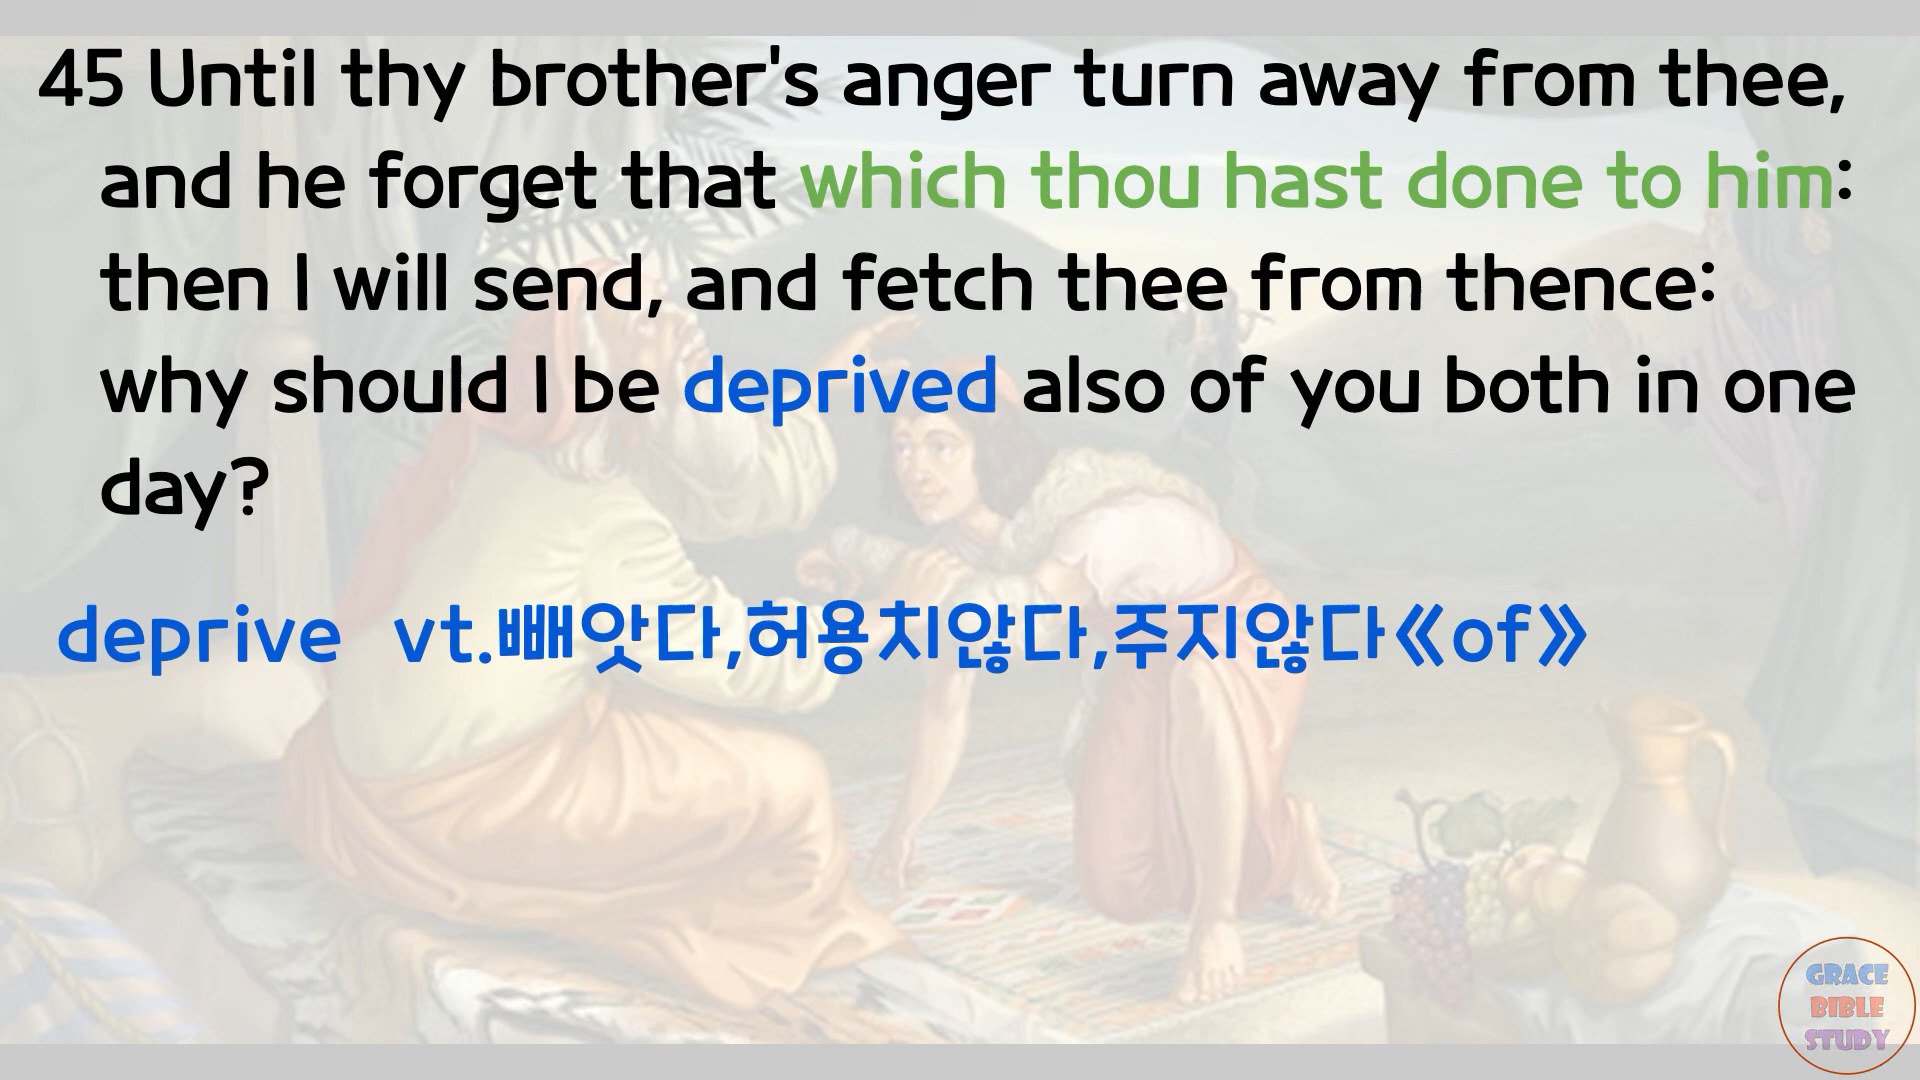 45 Until thy brother's anger turn away from thee,
and he forget that which thou hast done to him:
then I will send, and fetch thee from thence:
why should I be deprived also of you both in one
day?
deprive vt.빼앗다,허용치않다,주지않다《of》
GRACE
BIBLE
STUDY